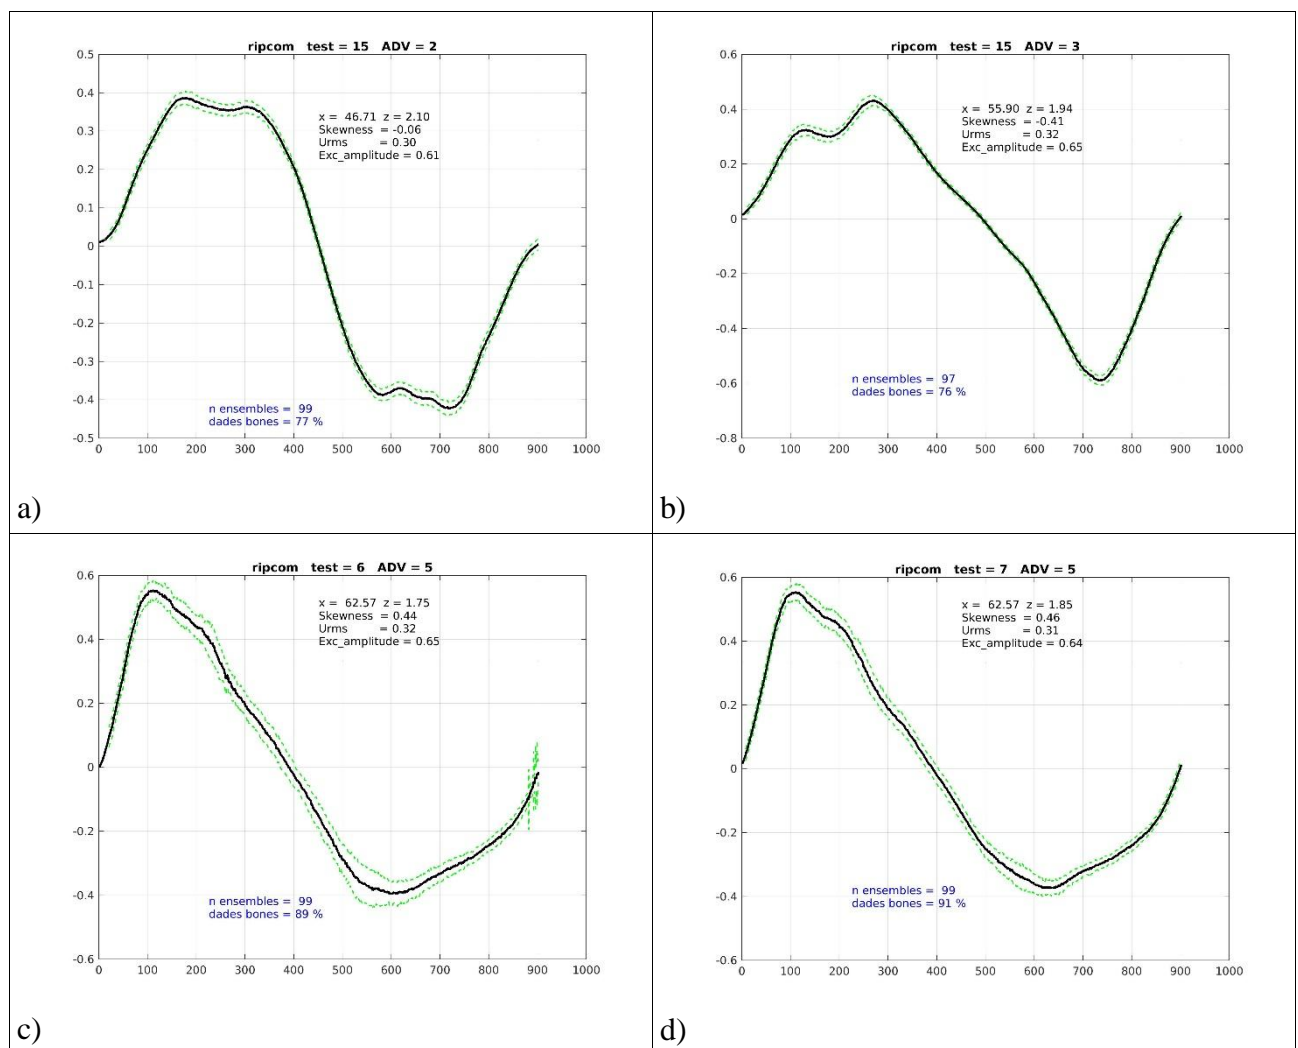 ripcom test = 15 ADV = 2
0.5
0.4
0.3
0.2
0.1
0
-0.1
-0.2
-0.3
-0.4
-0.5
x = 46.71 z = 2.10
Skewness = -0.06
Urms = 0.30
Exc_amplitude = 0.61
n ensembles = 99
dades bones = 77 %
0 100 200 300 400 500 600 700 800 900 1000
a)
ripcom test = 15 ADV = 3
0.6
0.4
0.2
0
-0.2
-0.4
-0.6
-0.8
x = 55.90 z = 1.94
Skewness = -0.41
Urms = 0.32
Exc_amplitude = 0.65
n ensembles = 97
dades bones = 76 %
0 100 200 300 400 500 600 700 800 900 1000
b)
ripcom test = 6 ADV = 5
0.6
0.4
0.2
0
-0.2
-0.4
-0.6
x = 62.57 z = 1.75
Skewness = 0.44
Urms = 0.32
Exc_amplitude = 0.65
n ensembles = 99
dades bones = 89 %
0 100 200 300 400 500 600 700 800 900 1000
c)
ripcom test = 7 ADV = 5
0.6
0.4
0.2
0
-0.2
-0.4
-0.6
x = 62.57 z = 1.85
Skewness = 0.46
Urms = 0.31
Exc_amplitude = 0.64
n ensembles = 99
dades bones = 91 %
0 100 200 300 400 500 600 700 800 900 1000
d)